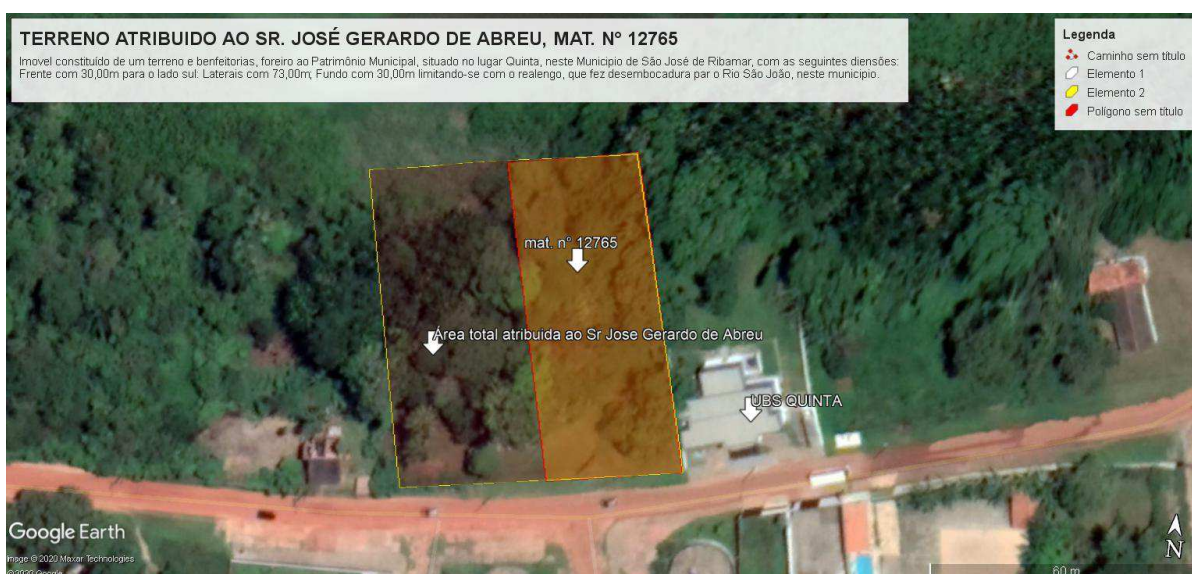 TERRENO ATRIBUIDO AO SR. JOSÉ GERARDO DE ABREU, MAT. Nº 12765
Imovel constituído de um terreno e benfeitorias, foreiro ao Patrimônio Municipal, situado no lugar Quinta, neste Municipio de São José de Ribamar, com as seguintes diensões:
Frente com 30,00m para o lado sul: Laterais com 73,00m; Fundo com 30,00m limitando-se com o realengo, que fez desembocadura par o Rio São João, neste municipio.
Legenda
Caminho sem título
Elemento 1
Elemento 2
Polígono sem título
mat. n° 12765
Área total atribuida ao Sr Jose Gerardo de Abreu
UBS QUINTA
Google Earth
Image © 2020 Maxar Technologies
© 2020 Google
N
60 m